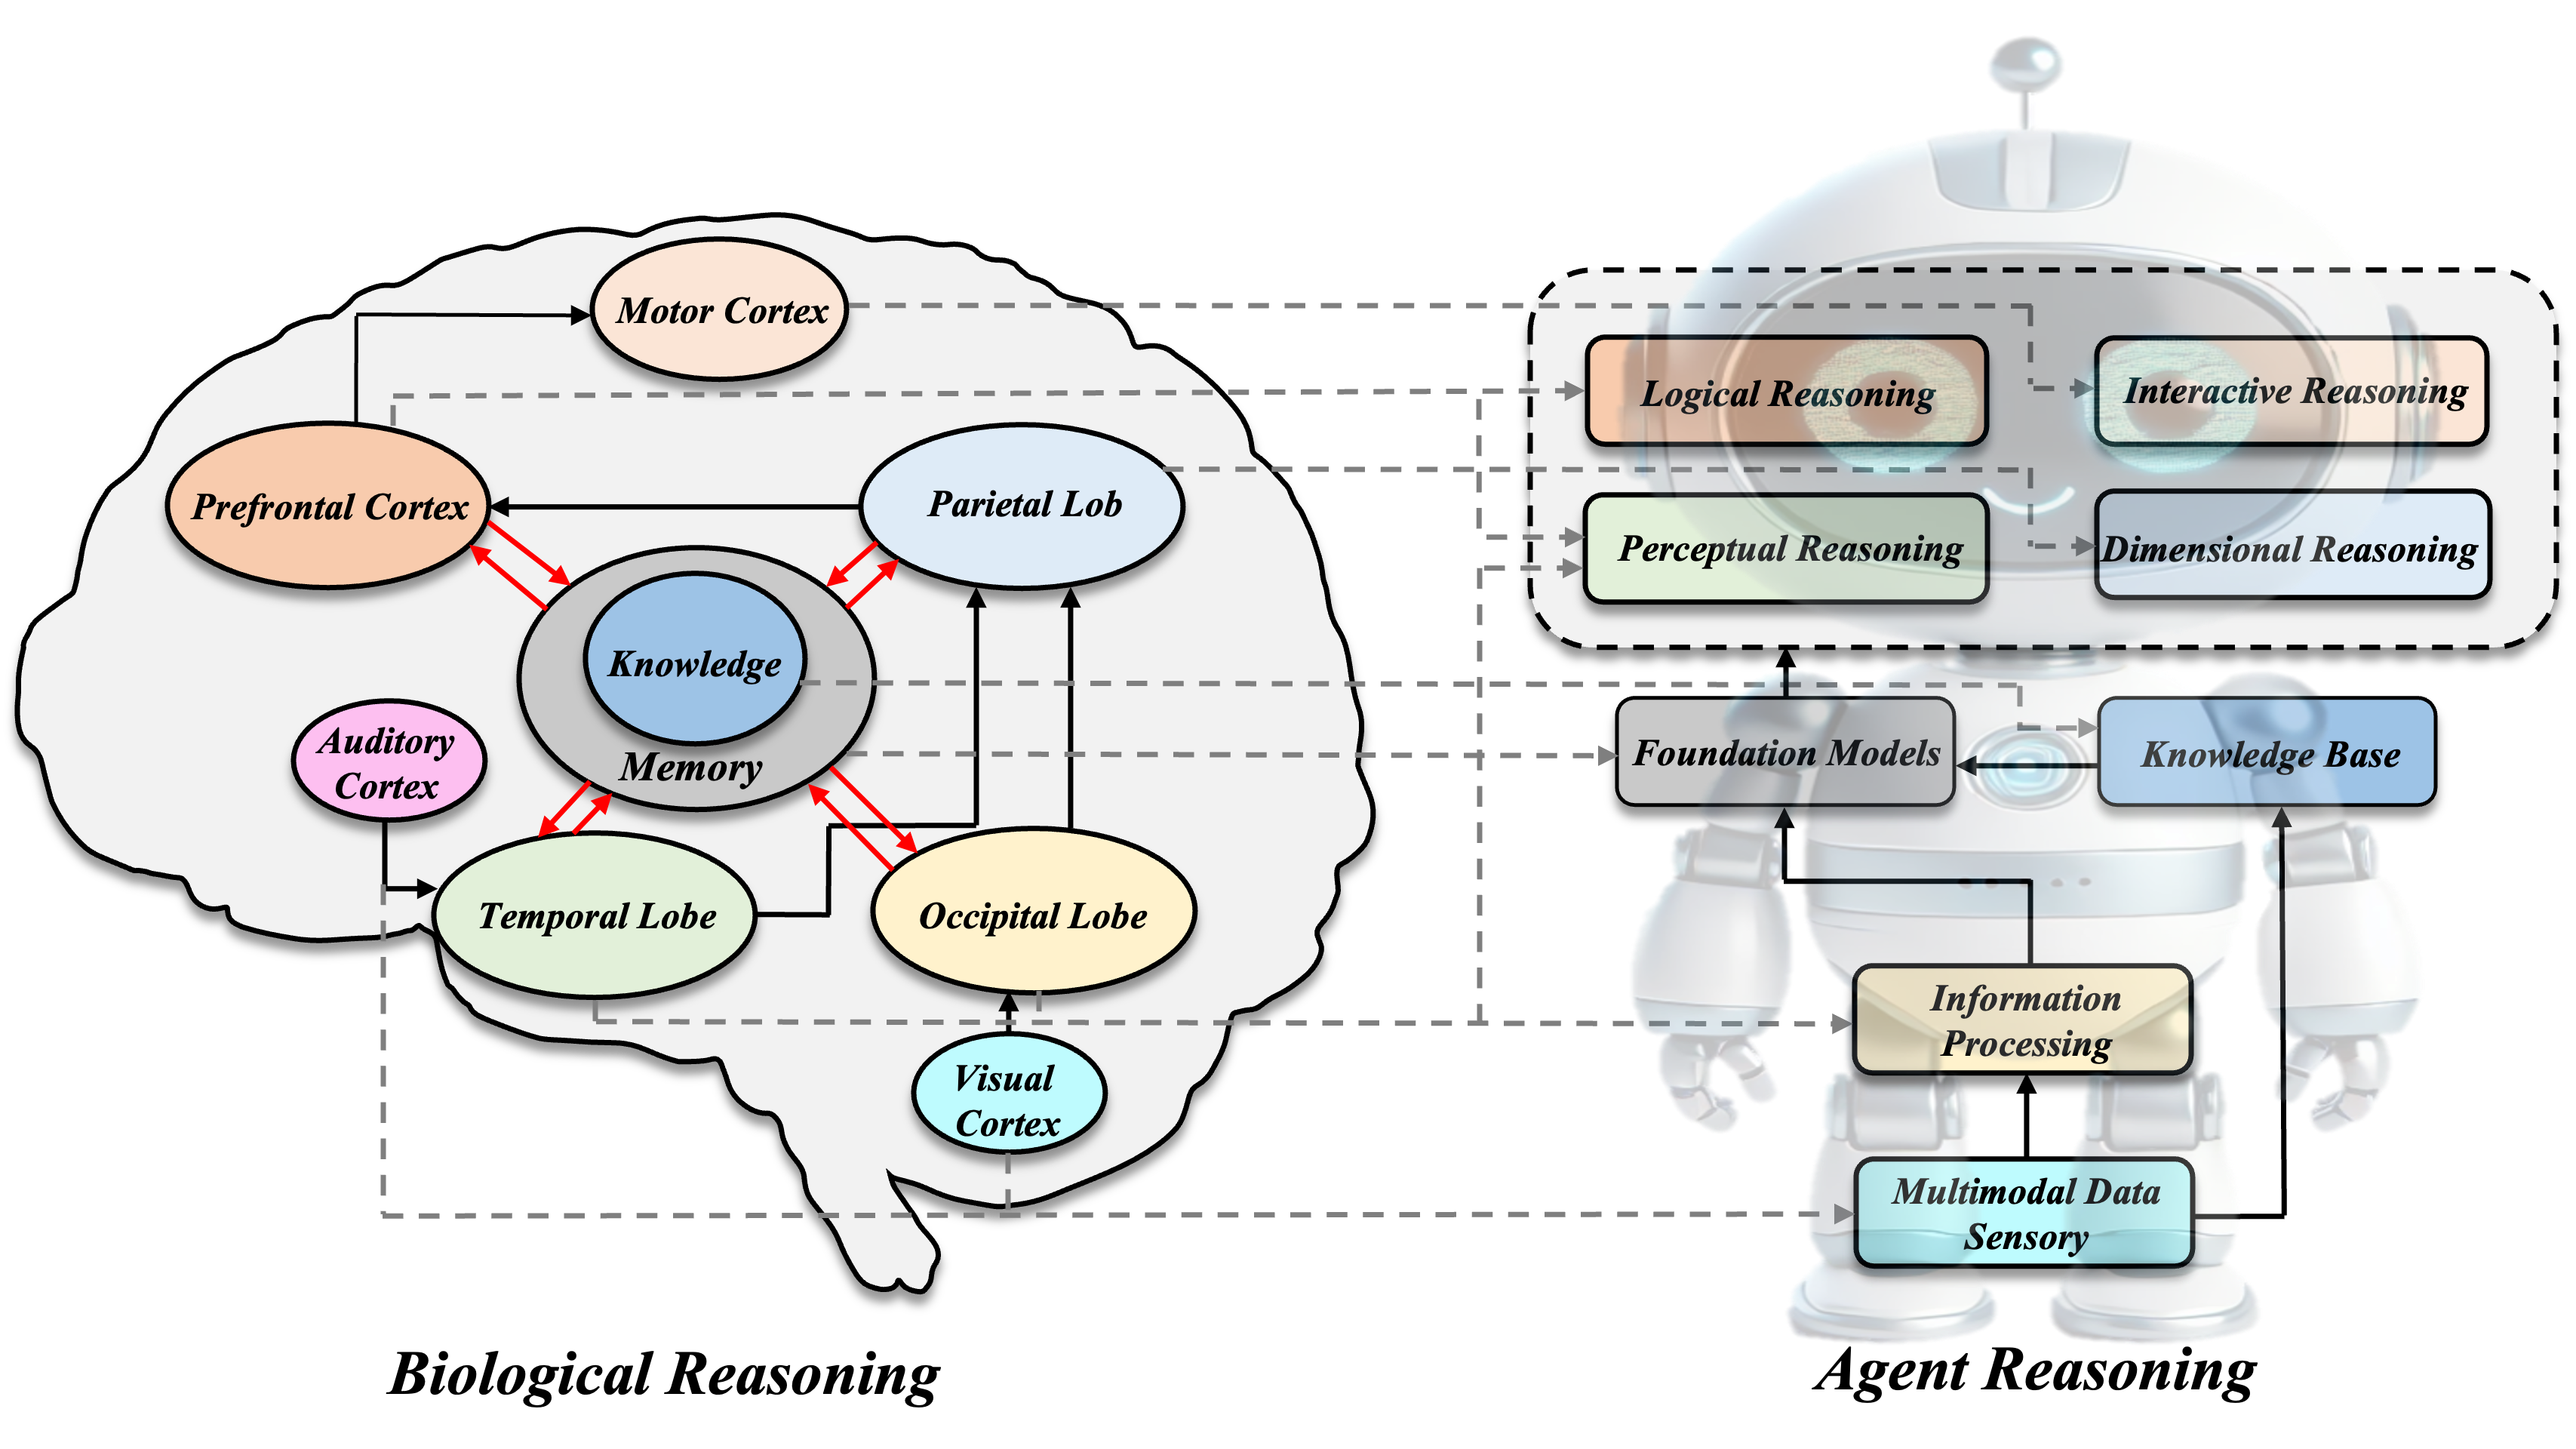 Motor Cortex
Prefrontal Cortex
Parietal Lob
Knowledge
Memory
Auditory
Cortex
Temporal Lobe
Occipital Lobe
Visual
Cortex
Biological Reasoning
Logical Reasoning
Interactive Reasoning
Perceptual Reasoning
Dimensional Reasoning
Foundation Models
Knowledge Base
Information
Processing
Multimodal Data
Sensory
Agent Reasoning